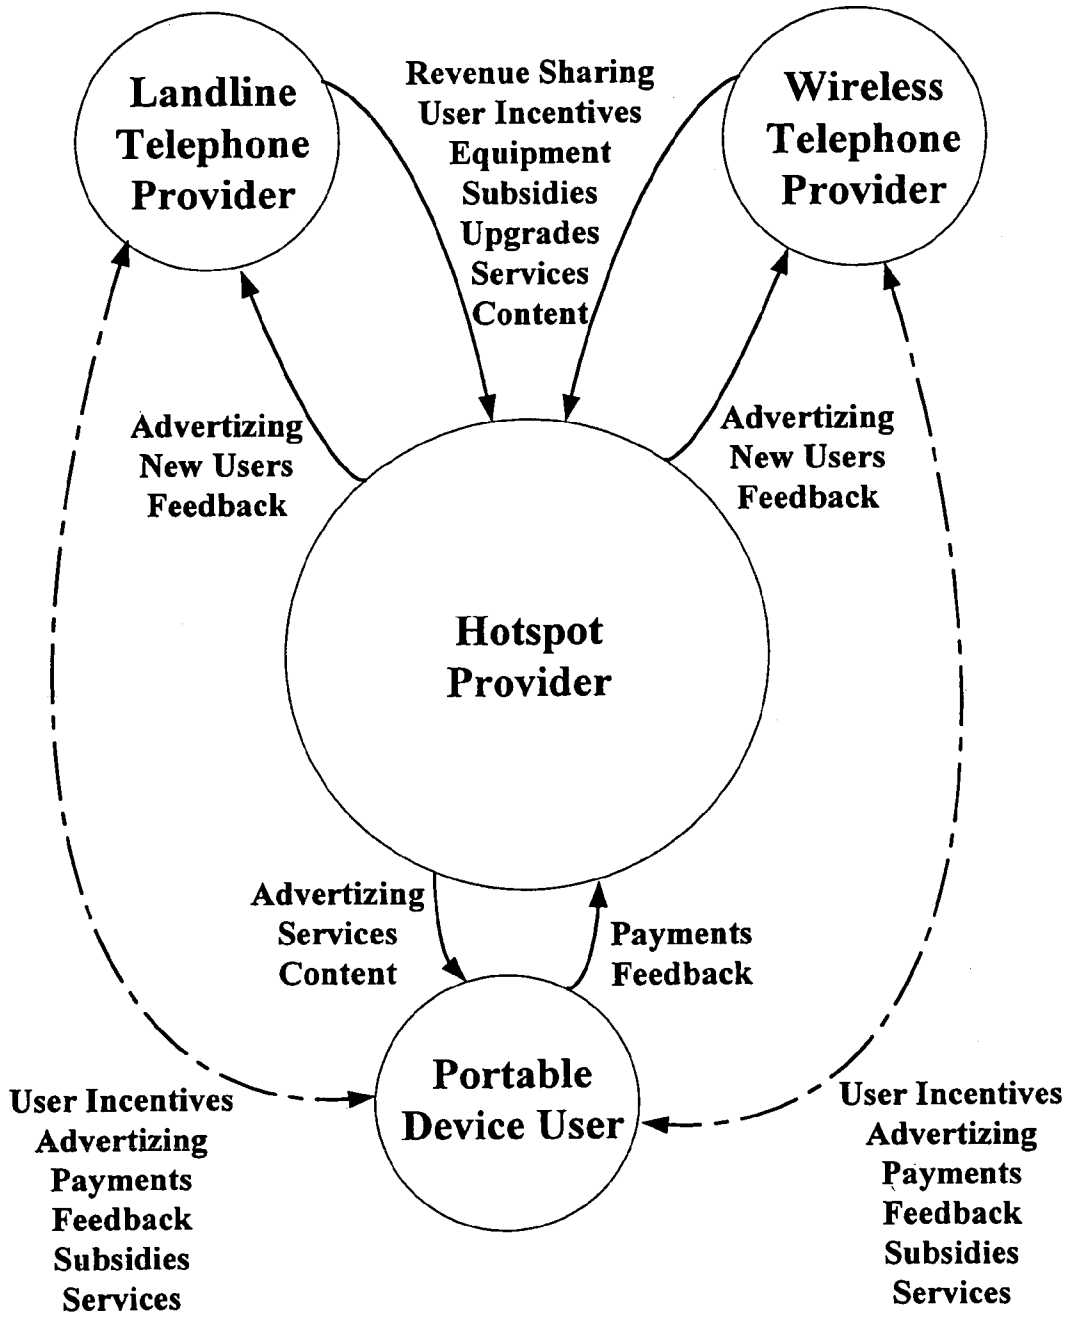 Landline
Telephone
Provider
Revenue Sharing
User Incentives
Equipment
Subsidies
Upgrades
Services
Content
Wireless
Telephone
Provider
Advertizing
New Users
Feedback
Advertizing
New Users
Feedback
Hotspot
Provider
Advertizing
Services
Content
Payments
Feedback
Portable
Device User
User Incentives
Advertizing
Payments
Feedback
Subsidies
Services
User Incentives
Advertizing
Payments
Feedback
Subsidies
Services